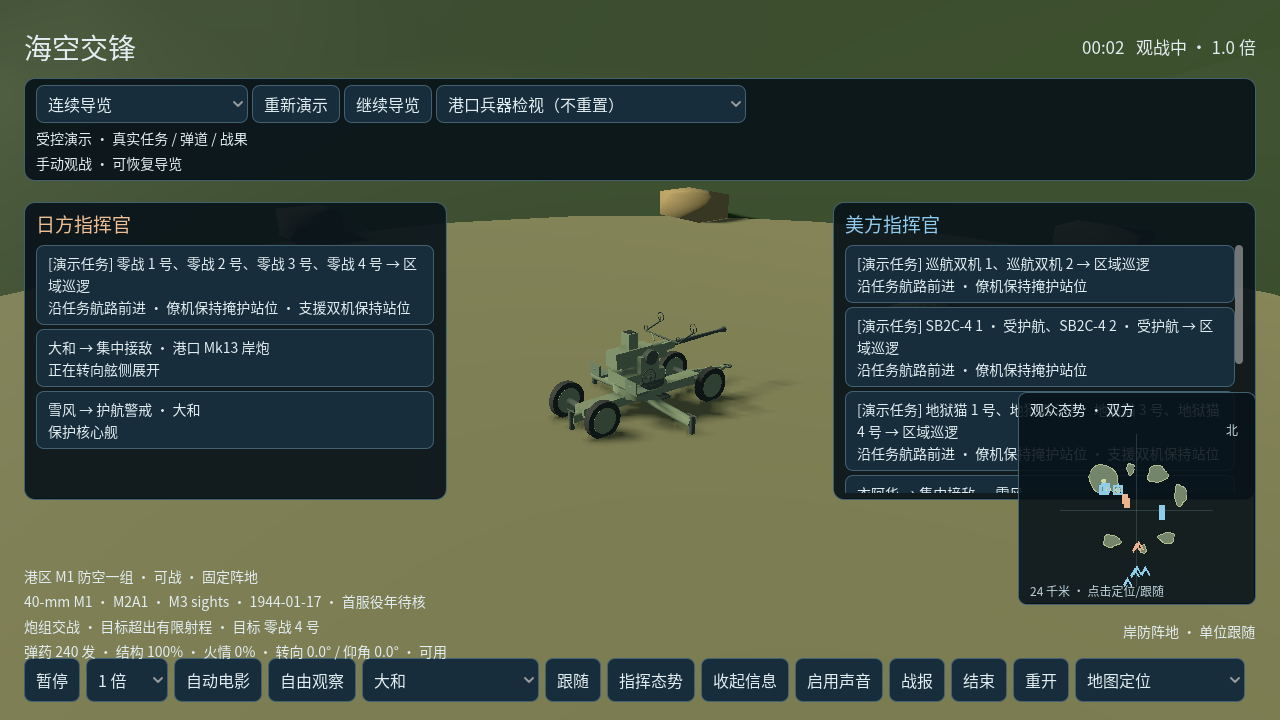 海空交锋
00:02 观战中 · 1.0 倍
连续导览
重新演示
继续导览
港口兵器检视（不重置）
受控演示 · 真实任务 / 弹道 / 战果
手动观战 · 可恢复导览
日方指挥官
[演示任务] 零战 1 号、零战 2 号、零战 3 号、零战 4 号 → 区
域巡逻
沿任务航路前进 · 僚机保持掩护站位 · 支援双机保持站位
大和 → 集中接敌 · 港口 Mk13 岸炮
正在转向舷侧展开
雪风 → 护航警戒 · 大和
保护核心舰
美方指挥官
[演示任务] 巡航双机 1、巡航双机 2 → 区域巡逻
沿任务航路前进 · 僚机保持掩护站位
[演示任务] SB2C-4 1 · 受护航、SB2C-4 2 · 受护航 → 区
域巡逻
沿任务航路前进 · 僚机保持掩护站位
[演示任务] 地狱猫 1 号、地 3 号、地狱猫
4 号 → 区域巡逻
沿任务航路前进 · 僚机保持掩护站位 · 支援双机保持站位
观众态势 · 双方
北
24 千米 · 点击定位/跟随
港区 M1 防空一组 · 可战 · 固定阵地
40-mm M1 · M2A1 · M3 sights · 1944-01-17 · 首服役年待核
炮组交战 · 目标超出有限射程 · 目标 零战 4 号
弹药 240 发 · 结构 100% · 火情 0% · 转向 0.0° / 仰角 0.0° · 可用
岸防阵地 · 单位跟随
暂停
1 倍
自动电影
自由观察
大和
跟随
指挥态势
收起信息
启用声音
战报
结束
重开
地图定位